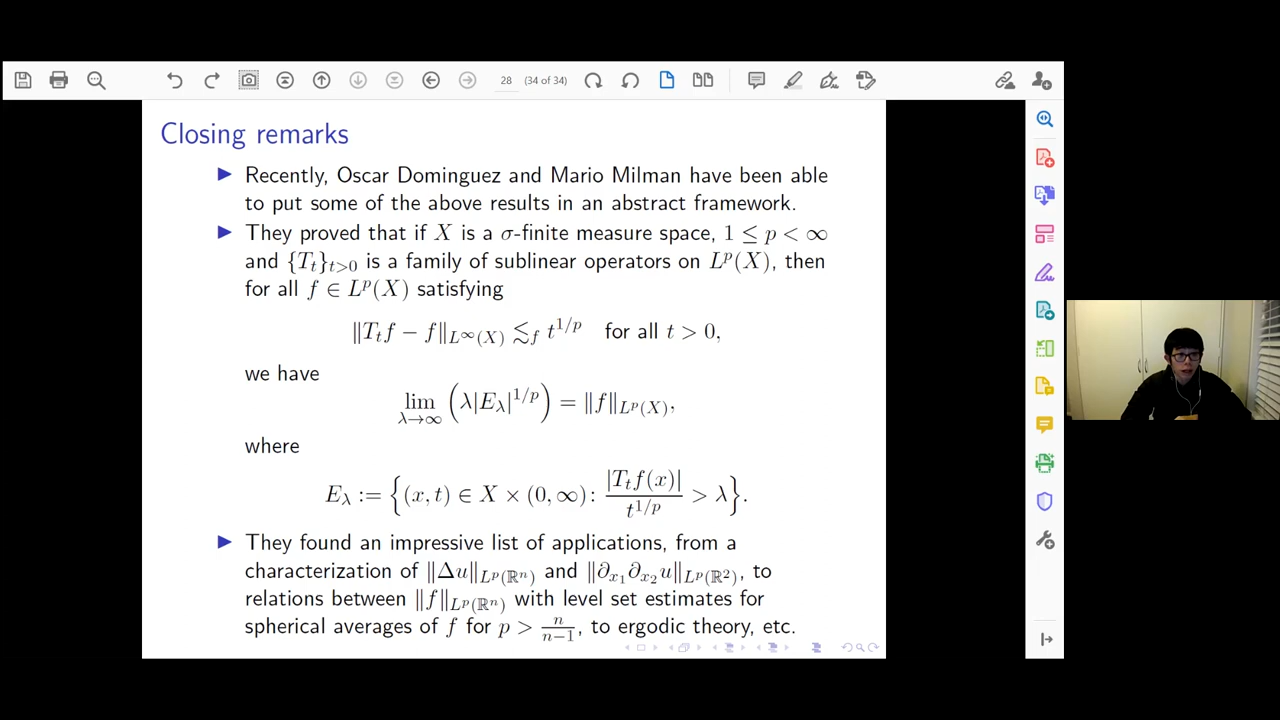 28 (34 of 34)
Closing remarks
▶ Recently, Oscar Dominguez and Mario Milman have been able
to put some of the above results in an abstract framework.
▶ They proved that if X is a σ-finite measure space, 1 ≤ p < ∞
and {T_t}_{t>0} is a family of sublinear operators on L^p(X), then
for all f ∈ L^p(X) satisfying
‖T_t f − f‖_{L^∞(X)} ≲_f t^{1/p} for all t > 0,
we have
lim_{λ→∞} (λ|E_λ|^{1/p}) = ‖f‖_{L^p(X)},
where
E_λ := {(x, t) ∈ X × (0, ∞): |T_t f(x)| / t^{1/p} > λ}.
▶ They found an impressive list of applications, from a
characterization of ‖Δu‖_{L^p(ℝ^n)} and ‖∂_{x_1}∂_{x_2}u‖_{L^p(ℝ^2)}, to
relations between ‖f‖_{L^p(ℝ^n)} with level set estimates for
spherical averages of f for p > n/(n−1), to ergodic theory, etc.